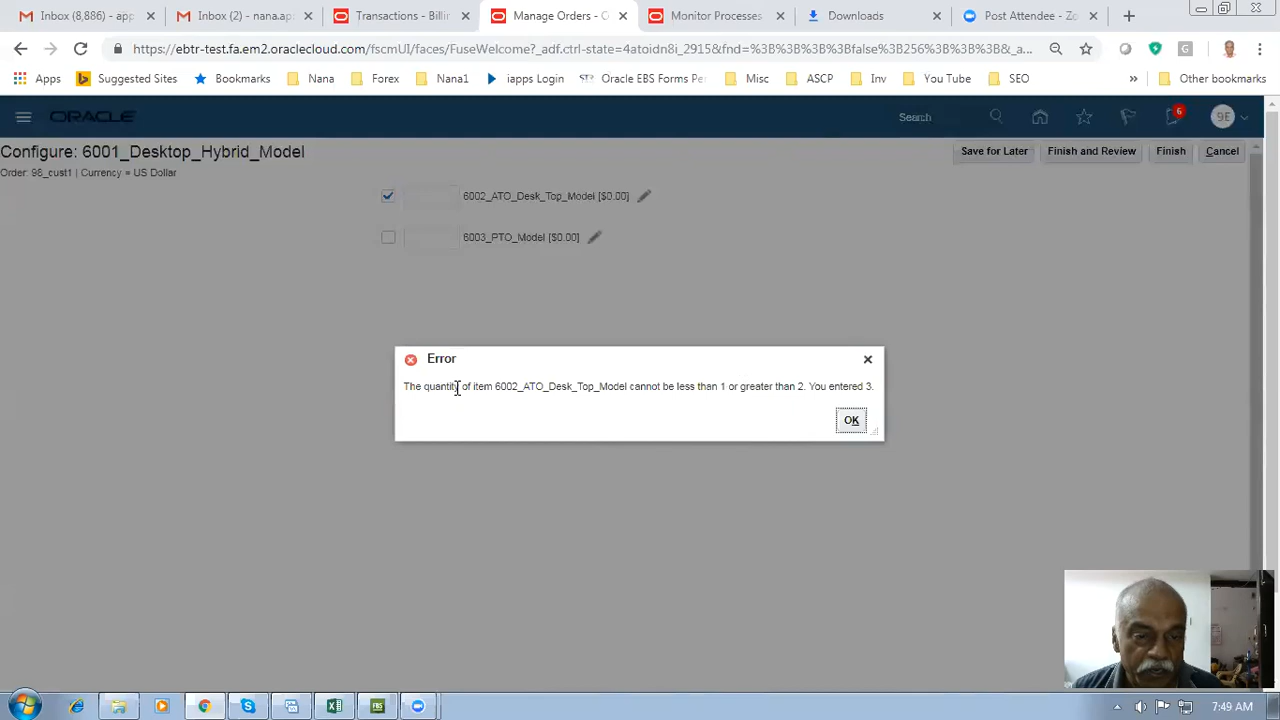 Inbox (8,886) - app
Inbox (2) - nana.ap
Transactions - Billin
Manage Orders - O
Monitor Processes
Downloads
Post Attendee - Zo
https://ebtr-test.fa.em2.oraclecloud.com/fscmUI/faces/FuseWelcome?_adf.ctrl-state=4atoidn8i_2915&fnd=%3B%3B%3B%3Bfalse%3B256%3B%3B%3B&_a...
Apps
Suggested Sites
Bookmarks
Nana
Forex
Nana1
iapps Login
Oracle EBS Forms Pe
Misc
ASCP
Inv
You Tube
SEO
»
Other bookmarks
ORACLE
Search
6
9E
Configure: 6001_Desktop_Hybrid_Model
Save for Later
Finish and Review
Finish
Cancel
Order: 96_cust1 | Currency = US Dollar
6002_ATO_Desk_Top_Model [$0.00]
6003_PTO_Model [$0.00]
Error
The quantity of item 6002_ATO_Desk_Top_Model cannot be less than 1 or greater than 2. You entered 3.
OK
7:49 AM